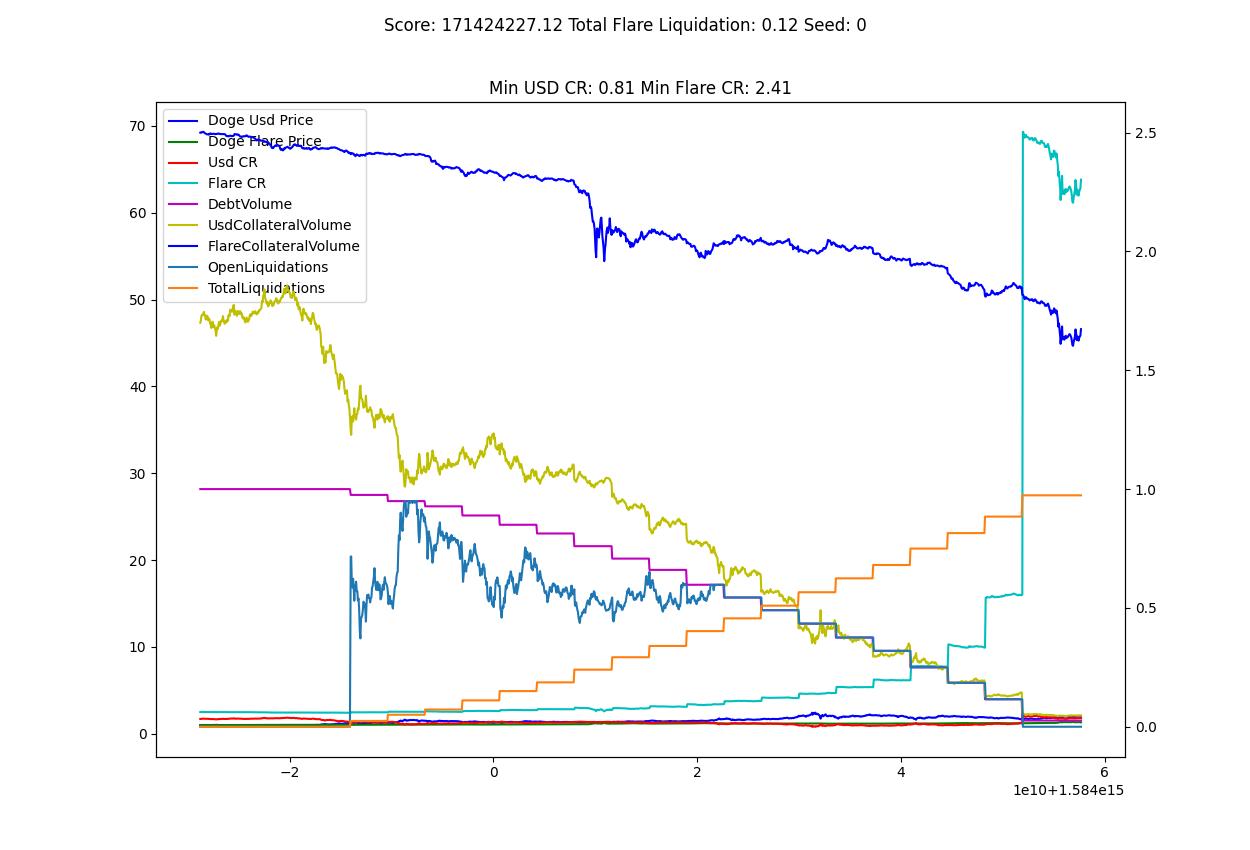 Score: 171424227.12 Total Flare Liquidation: 0.12 Seed: 0
Min USD CR: 0.81 Min Flare CR: 2.41
Doge Usd Price
Doge Flare Price
Usd CR
Flare CR
DebtVolume
UsdCollateralVolume
FlareCollateralVolume
OpenLiquidations
TotalLiquidations
70
60
50
40
30
20
10
0
2.5
2.0
1.5
1.0
0.5
0.0
−2
0
2
4
6
1e10+1.584e15